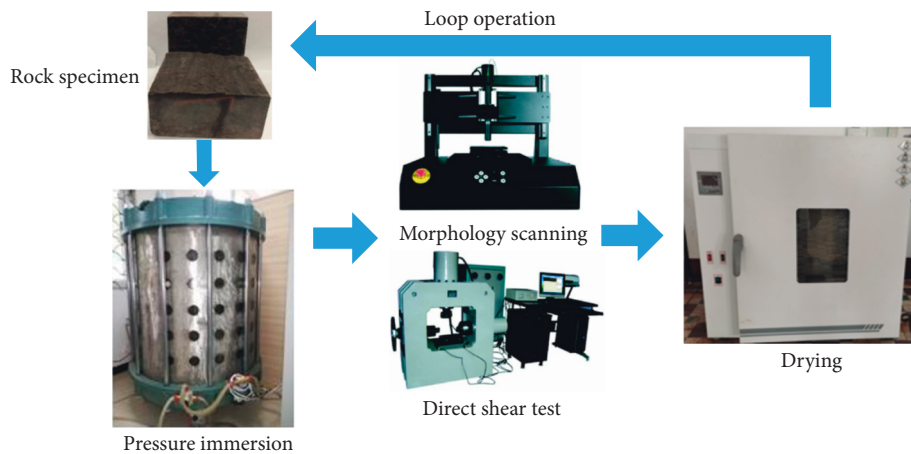 Loop operation
Rock specimen
Morphology scanning
Drying
Direct shear test
Pressure immersion